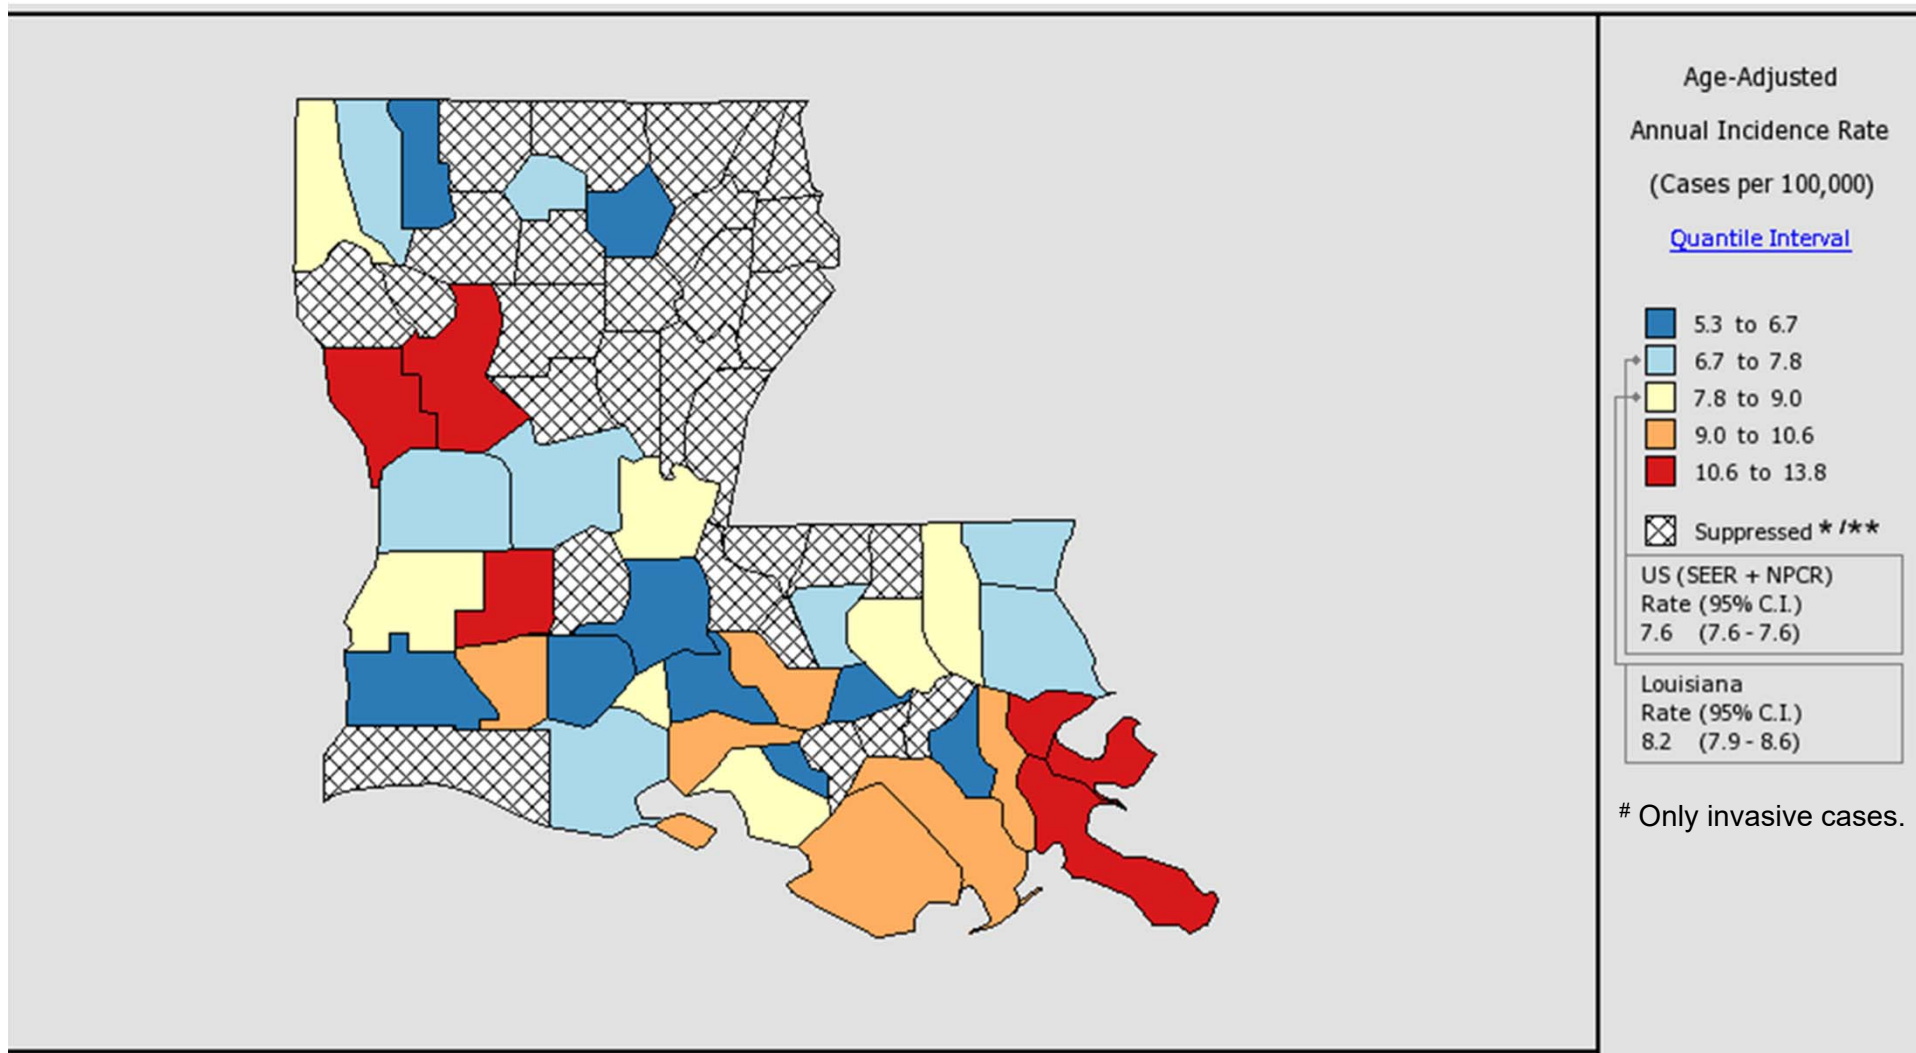 Age-Adjusted
Annual Incidence Rate
(Cases per 100,000)
Quantile Interval
5.3 to 6.7
6.7 to 7.8
7.8 to 9.0
9.0 to 10.6
10.6 to 13.8
Suppressed * /**
US (SEER + NPCR)
Rate (95% C.I.)
7.6 (7.6 - 7.6)
Louisiana
Rate (95% C.I.)
8.2 (7.9 - 8.6)
# Only invasive cases.